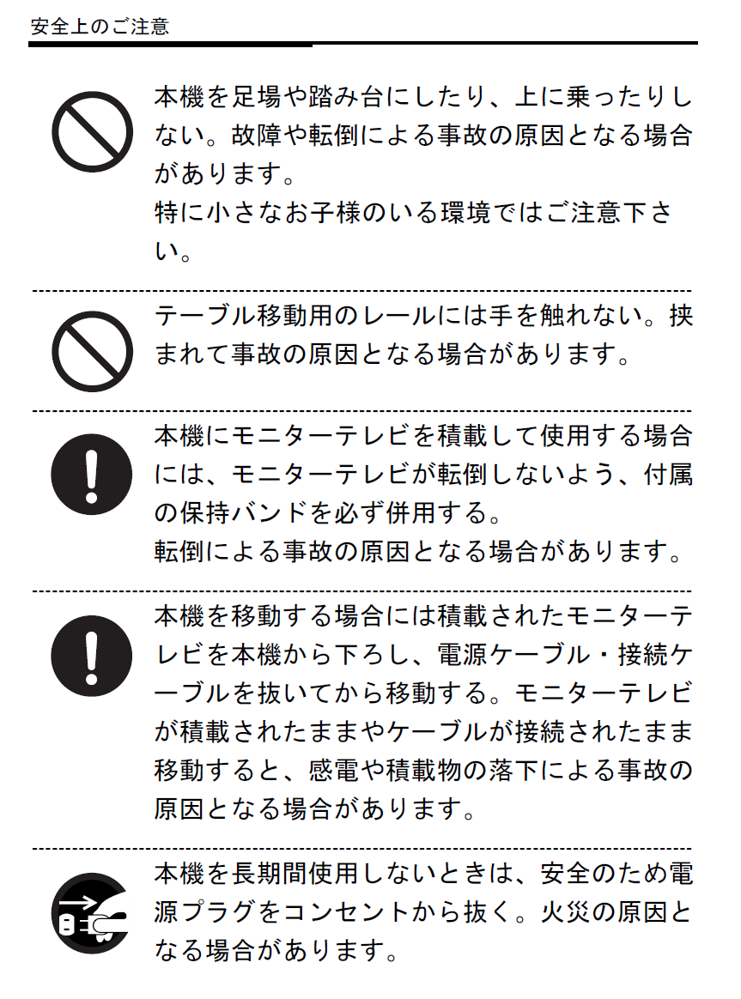 安全上のご注意
本機を足場や踏み台にしたり、上に乗ったりし
ない。故障や転倒による事故の原因となる場合
があります。
特に小さなお子様のいる環境ではご注意下さ
い。
テーブル移動用のレールには手を触れない。挟
まれて事故の原因となる場合があります。
本機にモニターテレビを積載して使用する場合
には、モニターテレビが転倒しないよう、付属
の保持バンドを必ず併用する。
転倒による事故の原因となる場合があります。
本機を移動する場合には積載されたモニターテ
レビを本機から下ろし、電源ケーブル・接続ケ
ーブルを抜いてから移動する。モニターテレビ
が積載されたままやケーブルが接続されたまま
移動すると、感電や積載物の落下による事故の
原因となる場合があります。
本機を長期間使用しないときは、安全のため電
源プラグをコンセントから抜く。火災の原因と
なる場合があります。